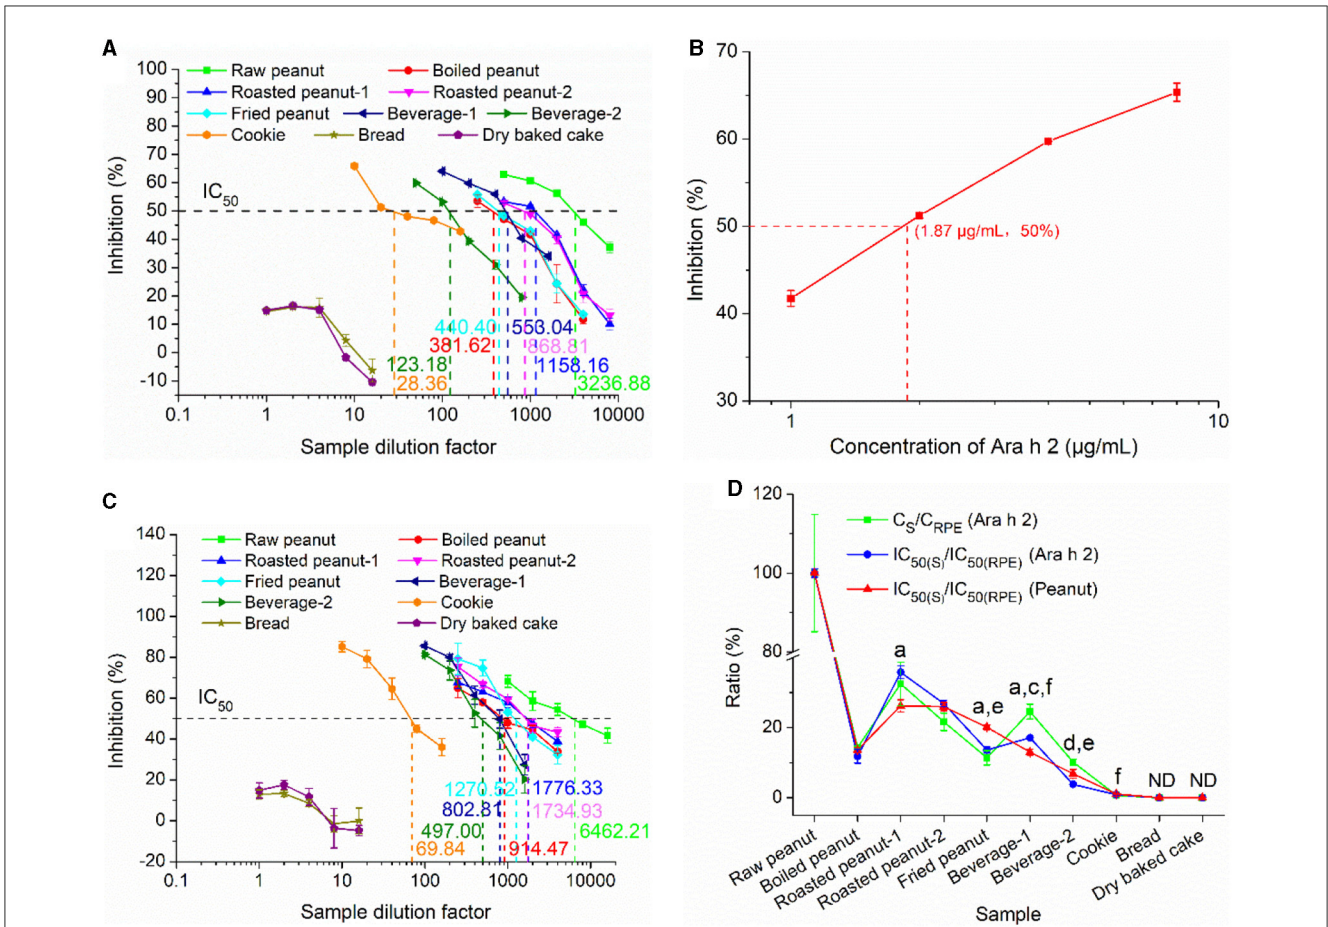 A
100
90
80
70
60
50
40
30
20
10
0
-10
Inhibition (%)
Raw peanut
Boiled peanut
Roasted peanut-1
Roasted peanut-2
Fried peanut
Beverage-1
Beverage-2
Cookie
Bread
Dry baked cake
IC50
440.40
553.04
381.62
868.81
123.18
1158.16
28.36
3236.88
0.1
1
10
100
1000
10000
Sample dilution factor
B
70
60
50
40
30
Inhibition (%)
(1.87 µg/mL, 50%)
1
10
Concentration of Ara h 2 (µg/mL)
C
140
120
100
80
60
40
20
0
-20
Inhibition (%)
Raw peanut
Boiled peanut
Roasted peanut-1
Roasted peanut-2
Fried peanut
Beverage-1
Beverage-2
Cookie
Bread
Dry baked cake
IC50
1270.52
1776.33
802.81
1734.93
497.00
6462.21
69.84
914.47
0.1
1
10
100
1000
10000
Sample dilution factor
D
120
100
80
20
0
Ratio (%)
CS/CRPE (Ara h 2)
IC50(S)/IC50(RPE) (Ara h 2)
IC50(S)/IC50(RPE) (Peanut)
a
a,e
a,c,f
d,e
f
ND
ND
Raw peanut
Boiled peanut
Roasted peanut-1
Roasted peanut-2
Fried peanut
Beverage-1
Beverage-2
Cookie
Bread
Dry baked cake
Sample